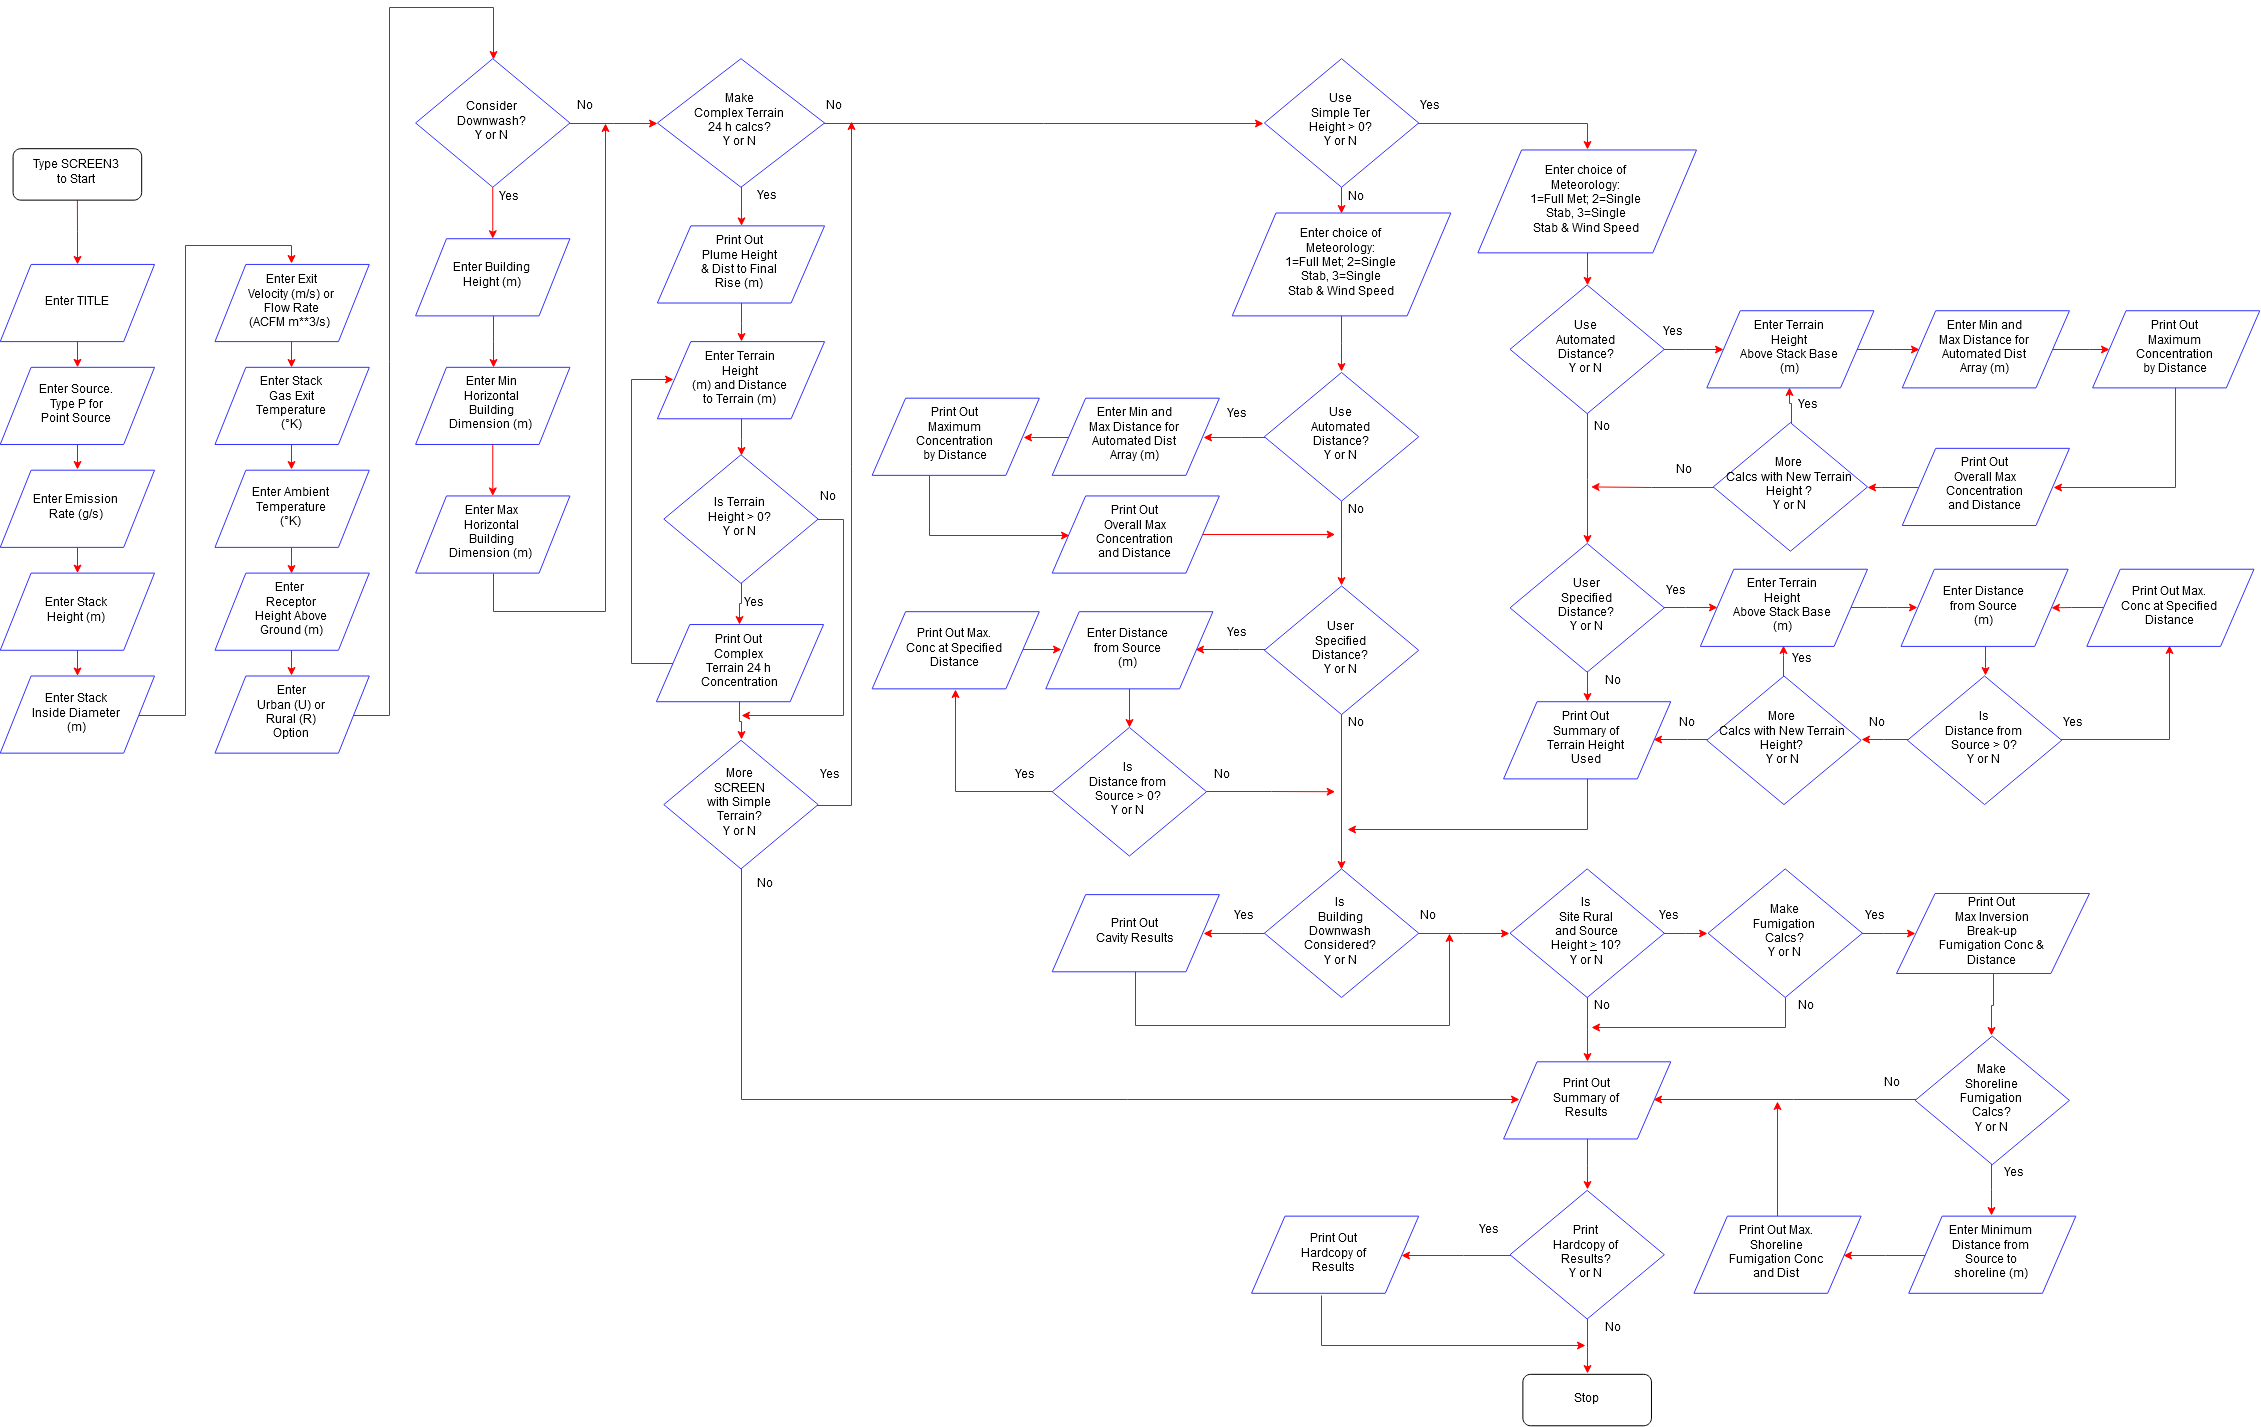 Type SCREEN3
to Start
Enter TITLE
Enter Source.
Type P for
Point Source
Enter Emission
Rate (g/s)
Enter Stack
Height (m)
Enter Stack
Inside Diameter
(m)
Enter Exit
Velocity (m/s) or
Flow Rate
(ACFM m**3/s)
Enter Stack
Gas Exit
Temperature
(°K)
Enter Ambient
Temperature
(°K)
Enter
Receptor
Height Above
Ground (m)
Enter
Urban (U) or
Rural (R)
Option
Consider
Downwash?
Y or N
No
Yes
Enter Building
Height (m)
Enter Min
Horizontal
Building
Dimension (m)
Enter Max
Horizontal
Building
Dimension (m)
Make
Complex Terrain
24 h calcs?
Y or N
No
Yes
Print Out
Plume Height
& Dist to Final
Rise (m)
Enter Terrain
Height
(m) and Distance
to Terrain (m)
Is Terrain
Height > 0?
Y or N
No
Yes
Print Out
Complex
Terrain 24 h
Concentration
More
SCREEN
with Simple
Terrain?
Y or N
Yes
No
Use
Simple Ter
Height > 0?
Y or N
Yes
No
Enter choice of
Meteorology:
1=Full Met; 2=Single
Stab, 3=Single
Stab & Wind Speed
Use
Automated
Distance?
Y or N
Yes
No
Enter Min and
Max Distance for
Automated Dist
Array (m)
Print Out
Maximum
Concentration
by Distance
Print Out
Overall Max
Concentration
and Distance
User
Specified
Distance?
Y or N
Yes
No
Enter Distance
from Source
(m)
Print Out Max.
Conc at Specified
Distance
Is
Distance from
Source > 0?
Y or N
Yes
No
Enter choice of
Meteorology:
1=Full Met; 2=Single
Stab, 3=Single
Stab & Wind Speed
Use
Automated
Distance?
Y or N
Yes
No
Enter Terrain
Height
Above Stack Base
(m)
Enter Min and
Max Distance for
Automated Dist
Array (m)
Print Out
Maximum
Concentration
by Distance
Print Out
Overall Max
Concentration
and Distance
More
Calcs with New Terrain
Height ?
Y or N
Yes
No
User
Specified
Distance?
Y or N
Yes
No
Enter Terrain
Height
Above Stack Base
(m)
Enter Distance
from Source
(m)
Print Out Max.
Conc at Specified
Distance
Is
Distance from
Source > 0?
Y or N
Yes
No
More
Calcs with New Terrain
Height?
Y or N
Yes
No
Print Out
Summary of
Terrain Height
Used
Is
Building
Downwash
Considered?
Y or N
Yes
No
Print Out
Cavity Results
Is
Site Rural
and Source
Height ≥ 10?
Y or N
Yes
No
Make
Fumigation
Calcs?
Y or N
Yes
No
Print Out
Max Inversion
Break-up
Fumigation Conc &
Distance
Make
Shoreline
Fumigation
Calcs?
Y or N
No
Yes
Enter Minimum
Distance from
Source to
shoreline (m)
Print Out Max.
Shoreline
Fumigation Conc
and Dist
Print Out
Summary of
Results
Print
Hardcopy of
Results?
Y or N
Yes
No
Print Out
Hardcopy of
Results
Stop